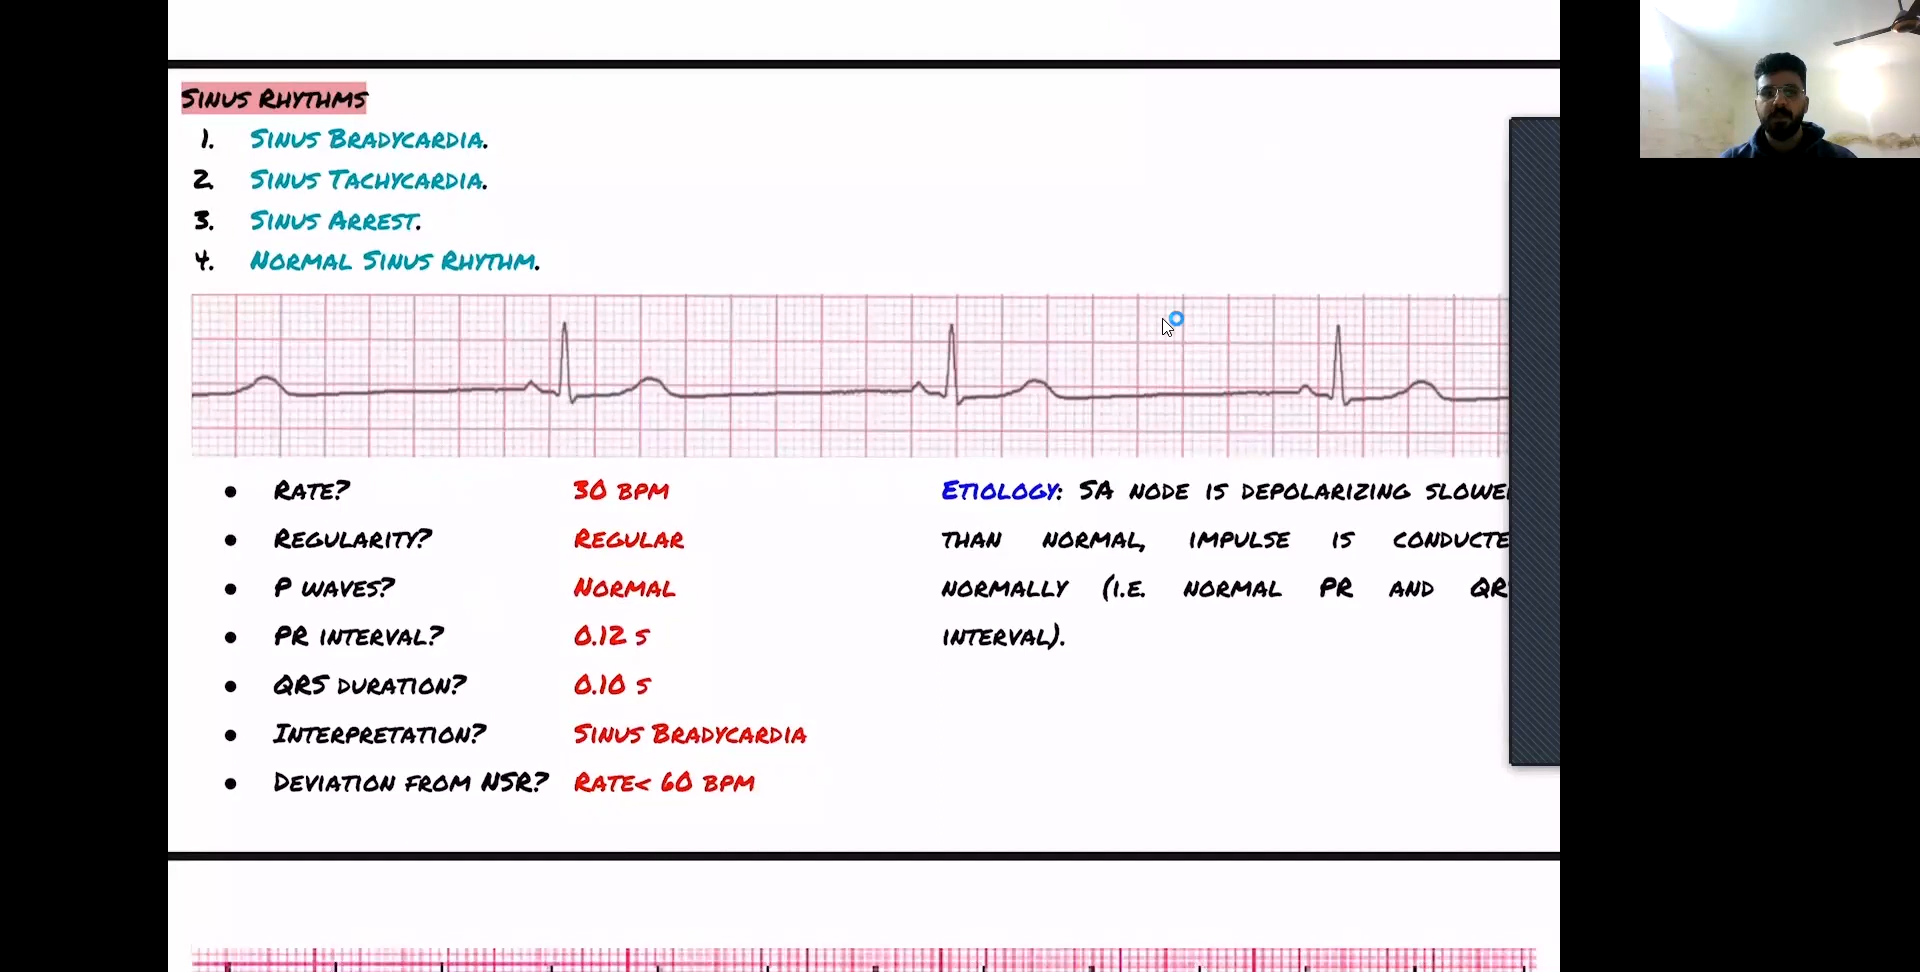 Sinus Rhythms
1. Sinus Bradycardia.
2. Sinus Tachycardia.
3. Sinus Arrest.
4. Normal Sinus Rhythm.
• Rate? 30 bpm
• Regularity? Regular
• P waves? Normal
• PR interval? 0.12 s
• QRS duration? 0.10 s
• Interpretation? Sinus Bradycardia
• Deviation from NSR? Rate< 60 bpm
Etiology: SA node is depolarizing
than normal, impulse is
normally (i.e. normal PR and
interval).